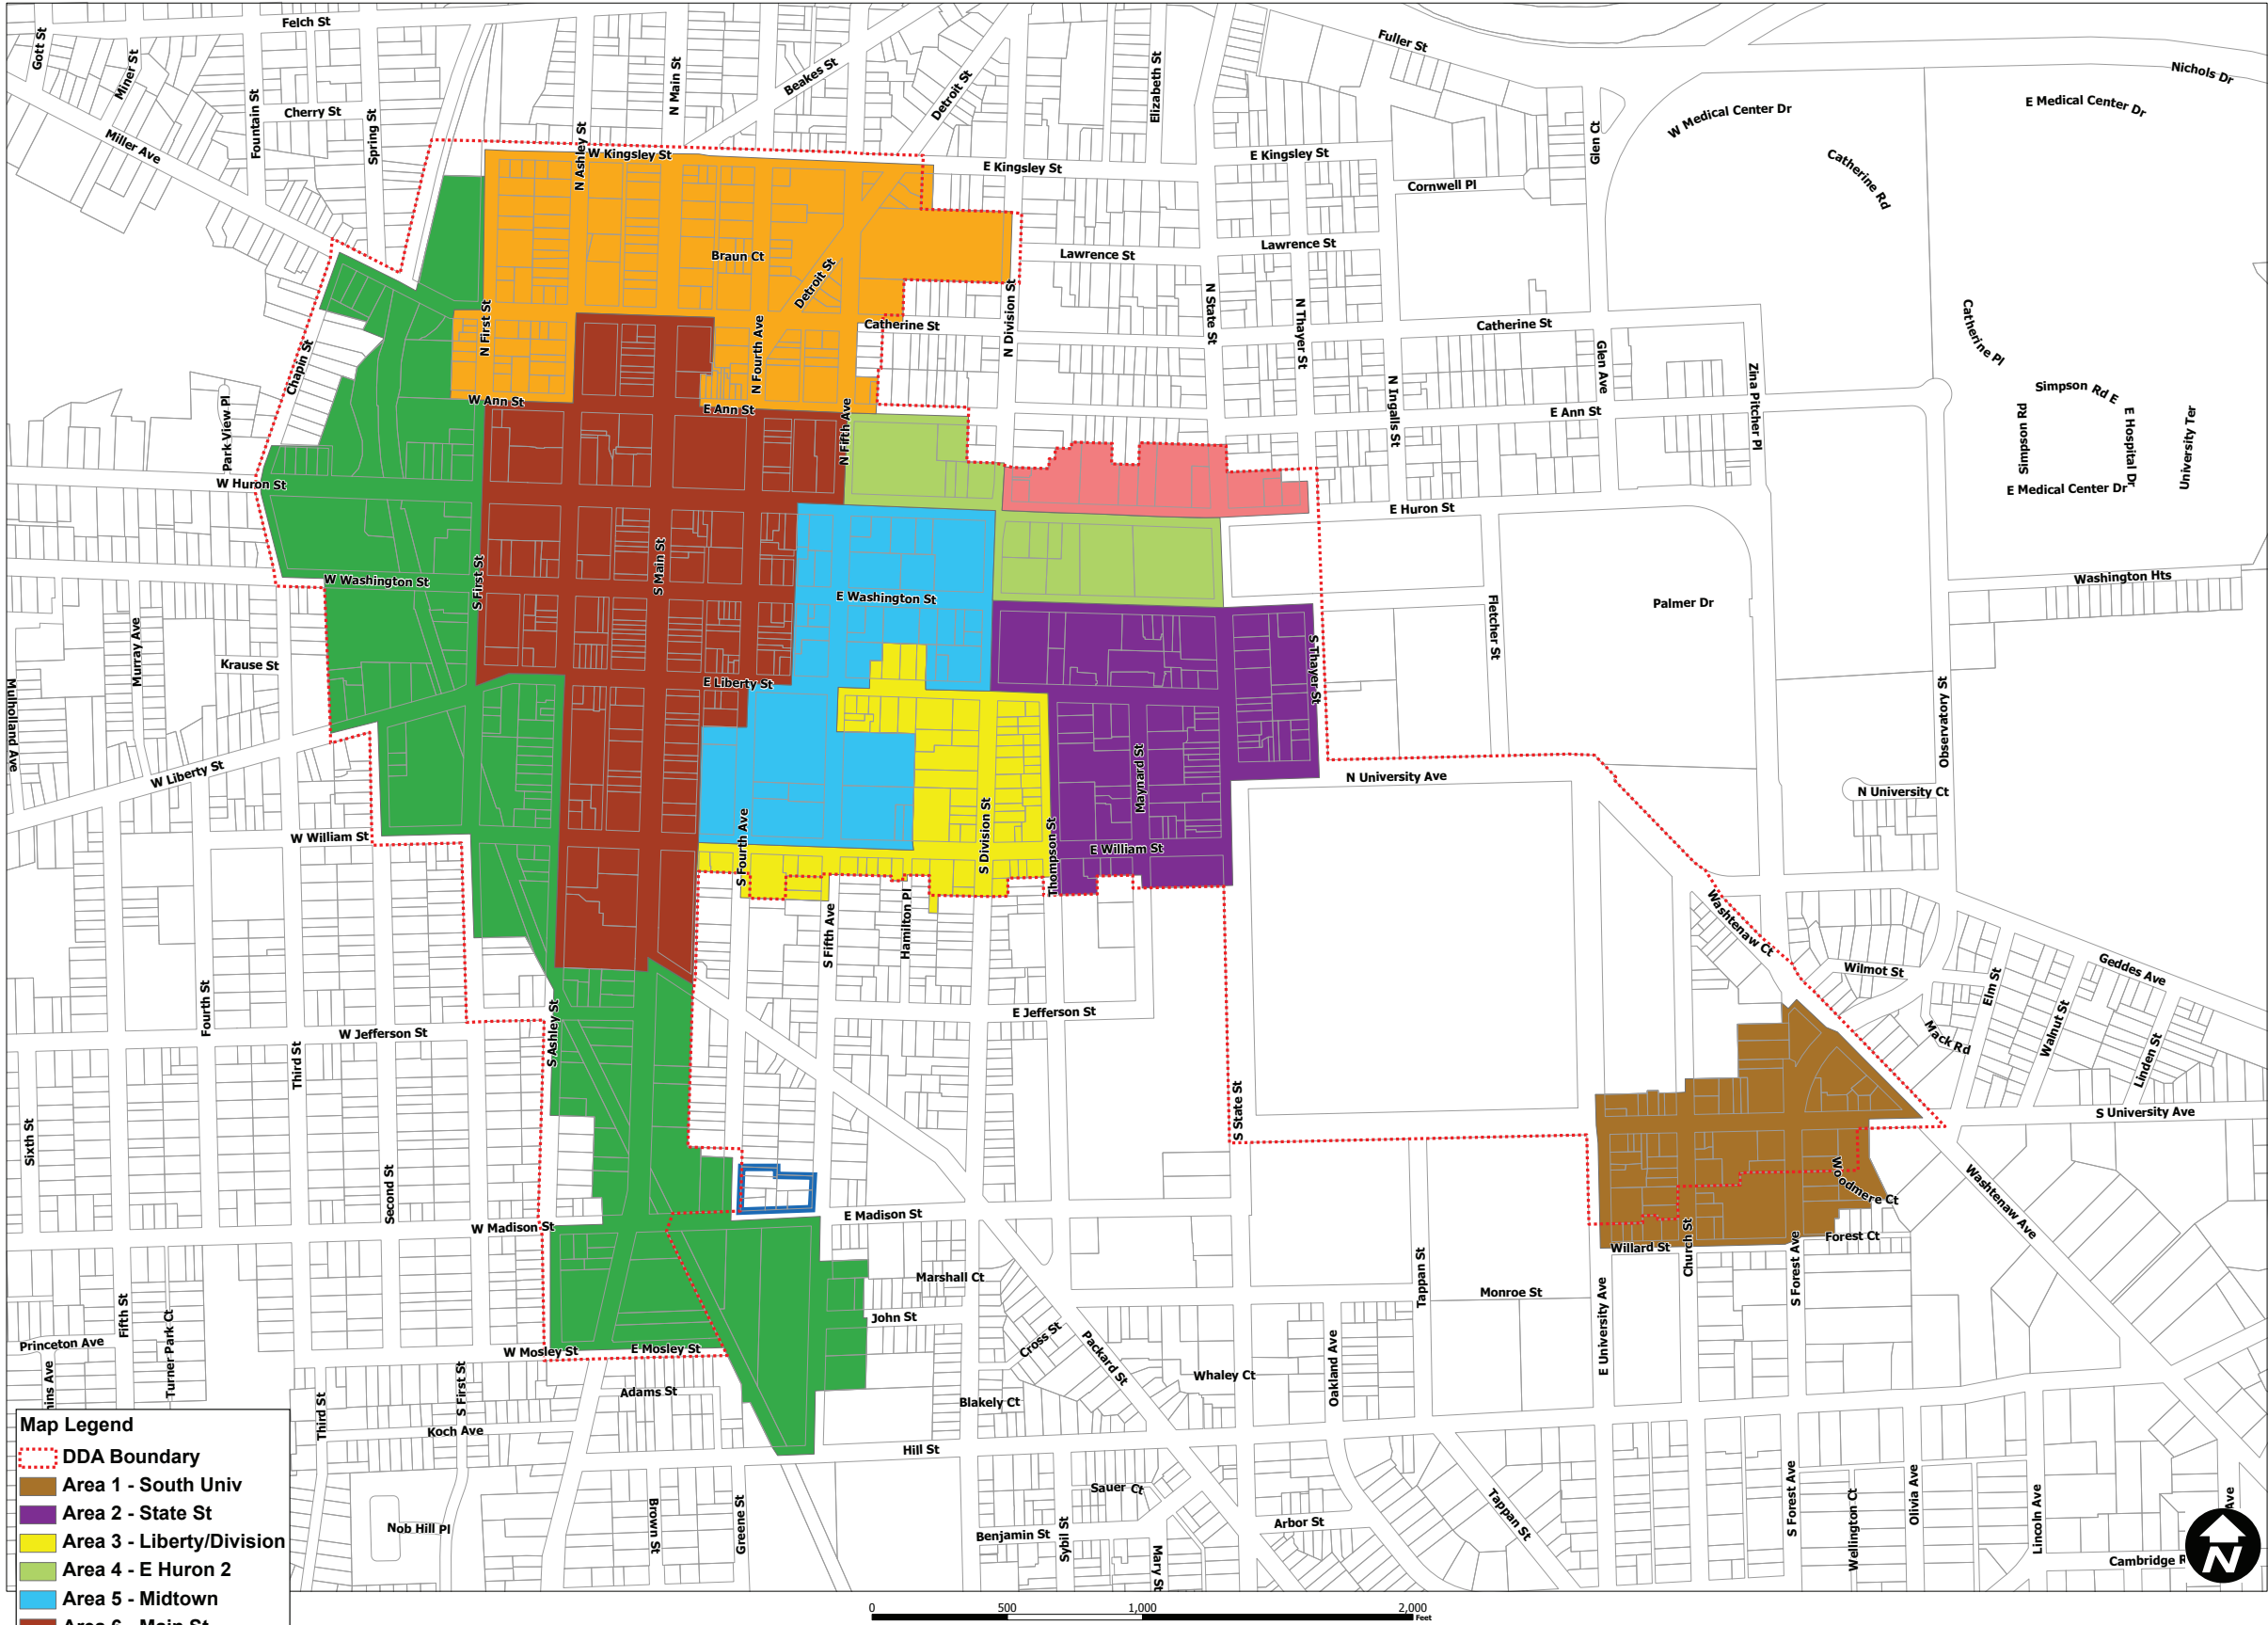 Felch St
Gott St
Miner St
Fountain St
Cherry St
Spring St
Miller Ave
N Main St
N Ashley St
Beakes St
Detroit St
Elizabeth St
Fuller St
Nichols Dr
W Medical Center Dr
E Medical Center Dr
Glen Ct
Catherine Rd
W Kingsley St
E Kingsley St
E Kingsley St
Cornwell Pl
Lawrence St
Lawrence St
Braun Ct
Detroit St
N First St
N Fourth Ave
Catherine St
N Division St
N State St
N Thayer St
Catherine St
Glen Ave
Catherine Pl
Chapin St
Park View Pl
W Ann St
E Ann St
N Fifth Ave
N Ingalls St
E Ann St
Zina Pitcher Pl
Simpson Rd E
Simpson Rd
E Hospital Dr
University Ter
E Medical Center Dr
W Huron St
E Huron St
W Washington St
S First St
S Main St
E Washington St
Fletcher St
Palmer Dr
Washington Hts
Murray Ave
Krause St
Mulholland Ave
E Liberty St
S Thayer St
Observatory St
W Liberty St
Maynard St
N University Ave
N University Ct
W William St
S Fourth Ave
S Division St
Thompson St
E William St
S Fifth Ave
Hamilton Pl
Washtenaw Ct
Wilmot St
Geddes Ave
Elm St
Fourth St
W Jefferson St
E Jefferson St
S Ashley St
Third St
Mack Rd
Walnut St
Linden St
Sixth St
Second St
S State St
S University Ave
Woodmere Ct
Washtenaw Ave
W Madison St
E Madison St
Willard St
Church St
S Forest Ave
Forest Ct
Marshall Ct
Tappan St
Monroe St
E University Ave
Fifth St
Turner Park Ct
Princeton Ave
John St
Cross St
Packard St
Oakland Ave
W Mosley St
E Mosley St
Whaley Ct
Adams St
Blakely Ct
Third St
S First St
Koch Ave
Hill St
Nob Hill Pl
Brown St
Greene St
Sauer Ct
Benjamin St
Sybil St
Mary St
Arbor St
Tappan St
S Forest Ave
Wellington Ct
Olivia Ave
Lincoln Ave
Ave
Cambridge R
N
Map Legend
DDA Boundary
Area 1 - South Univ
Area 2 - State St
Area 3 - Liberty/Division
Area 4 - E Huron 2
Area 5 - Midtown
Area 6 - Main St
0 500 1,000 2,000
Feet